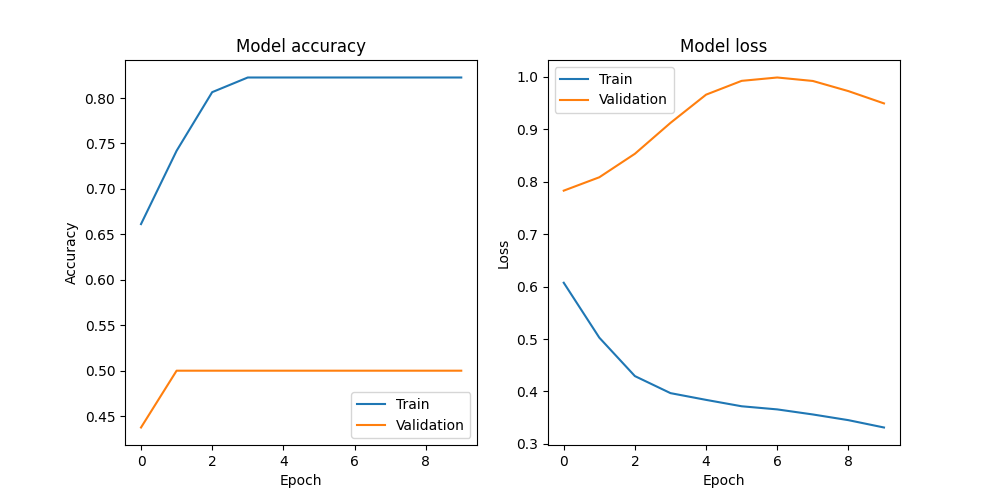 Model accuracy
Accuracy
0.80
0.75
0.70
0.65
0.60
0.55
0.50
0.45
0 2 4 6 8
Epoch
Train
Validation
Model loss
Loss
1.0
0.9
0.8
0.7
0.6
0.5
0.4
0.3
0 2 4 6 8
Epoch
Train
Validation